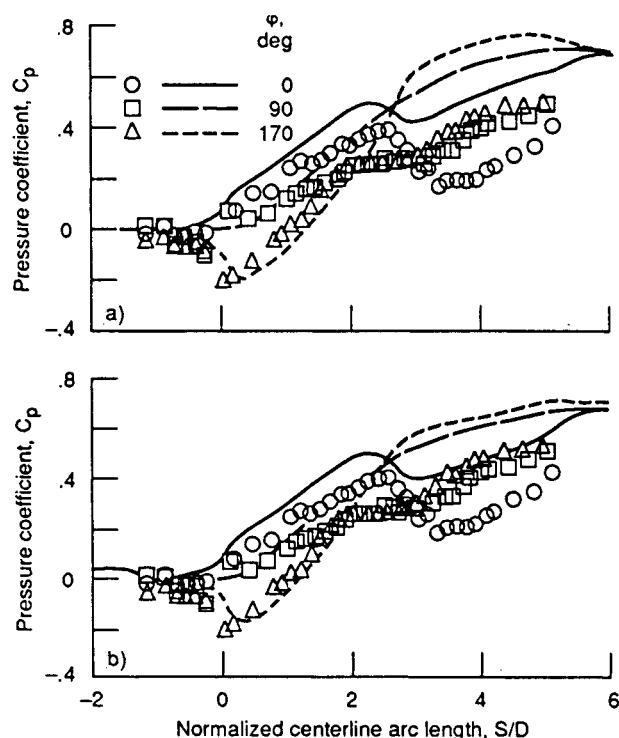 φ,
deg
0
90
170
.8
.4
0
-.4
Pressure coefficient, Cp
a)
.8
.4
0
-.4
Pressure coefficient, Cp
b)
-2 0 2 4 6
Normalized centerline arc length, S/D